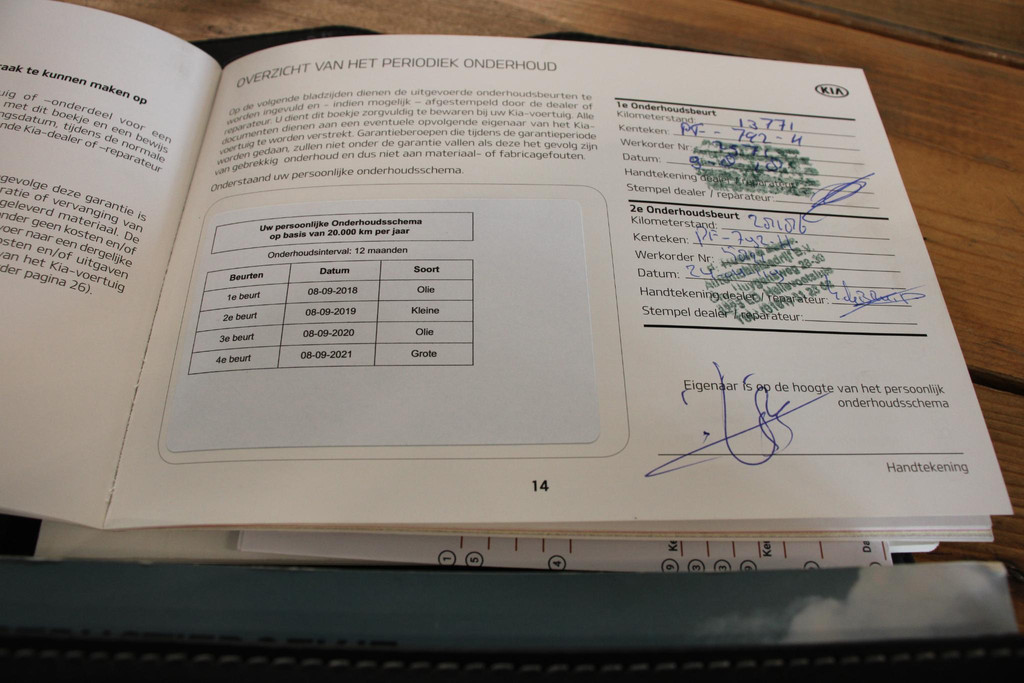 aak te kunnen maken op
uig of –onderdeel voor een
met dit boekje en een bewijs
ngsdatum, tijdens de normale
nde Kia-dealer of –reparateur
gevolge deze garantie is
ratie of vervanging van
geleverd materiaal. De
nder geen kosten en/of
voer naar een dergelijke
osten en/of uitgaven
van het Kia-voertuig
der pagina 26).
OVERZICHT VAN HET PERIODIEK ONDERHOUD
Op de volgende bladzijden dienen de uitgevoerde onderhoudsbeurten te
worden ingevuld en – indien mogelijk – afgestempeld door de dealer of
reparateur. U dient dit boekje zorgvuldig te bewaren bij uw Kia-voertuig. Alle
documenten dienen aan een eventuele opvolgende eigenaar van het Kia-
voertuig te worden verstrekt. Garantieberoepen die tijdens de garantieperiode
worden gedaan, zullen niet onder de garantie vallen als deze het gevolg zijn
van gebrekkig onderhoud en dus niet aan materiaal- of fabricagefouten.
Onderstaand uw persoonlijke onderhoudsschema.
Uw persoonlijke Onderhoudsschema
op basis van 20.000 km per jaar
Onderhoudsinterval: 12 maanden
Beurten Datum Soort
1e beurt 08-09-2018 Olie
2e beurt 08-09-2019 Kleine
3e beurt 08-09-2020 Olie
4e beurt 08-09-2021 Grote
KIA
1e Onderhoudsbeurt
Kilometerstand: 13771
Kenteken: PF-792-H
Werkorder Nr:
Datum:
Handtekening dealer / reparateur:
Stempel dealer / reparateur:
2e Onderhoudsbeurt
Kilometerstand:
Kenteken: PF-792-H
Werkorder Nr:
Datum:
Handtekening dealer / reparateur:
Stempel dealer / reparateur:
Eigenaar is op de hoogte van het persoonlijk
onderhoudsschema
Handtekening
14